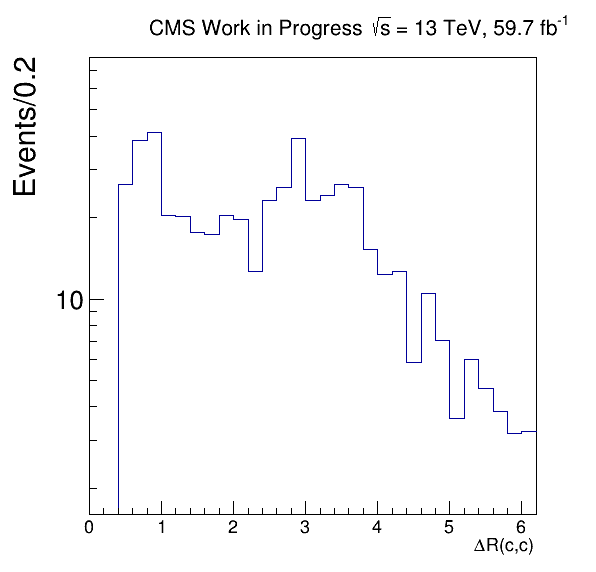 CMS Work in Progress √s = 13 TeV, 59.7 fb⁻¹
Events/0.2
10
0 1 2 3 4 5 6
ΔR(c,c)